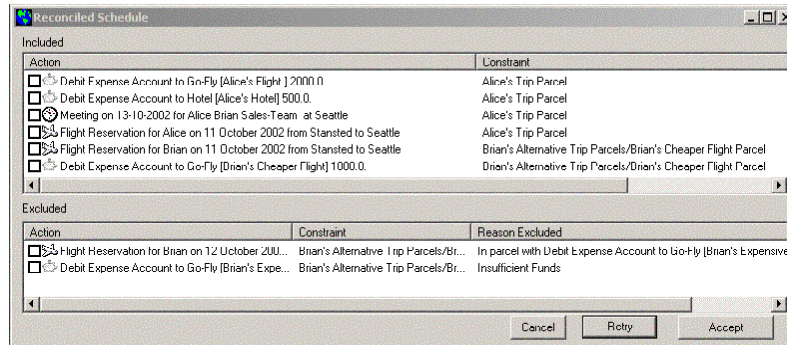 Reconciled Schedule
Included
Action Constraint
Debit Expense Account to Go-Fly [Alice's Flight ] 2000.0 Alice's Trip Parcel
Debit Expense Account to Hotel [Alice's Hotel] 500.0. Alice's Trip Parcel
Meeting on 13-10-2002 for Alice Brian Sales-Team at Seattle Alice's Trip Parcel
Flight Reservation for Alice on 11 October 2002 from Stansted to Seattle Alice's Trip Parcel
Flight Reservation for Brian on 11 October 2002 from Stansted to Seattle Brian's Alternative Trip Parcels/Brian's Cheaper Flight Parcel
Debit Expense Account to Go-Fly [Brian's Cheaper Flight] 1000.0. Brian's Alternative Trip Parcels/Brian's Cheaper Flight Parcel
Excluded
Action Constraint Reason Excluded
Flight Reservation for Brian on 12 October 200... Brian's Alternative Trip Parcels/Br... In parcel with Debit Expense Account to Go-Fly [Brian's Expensive
Debit Expense Account to Go-Fly [Brian's Expe... Brian's Alternative Trip Parcels/Br... Insufficient Funds
Cancel Retry Accept